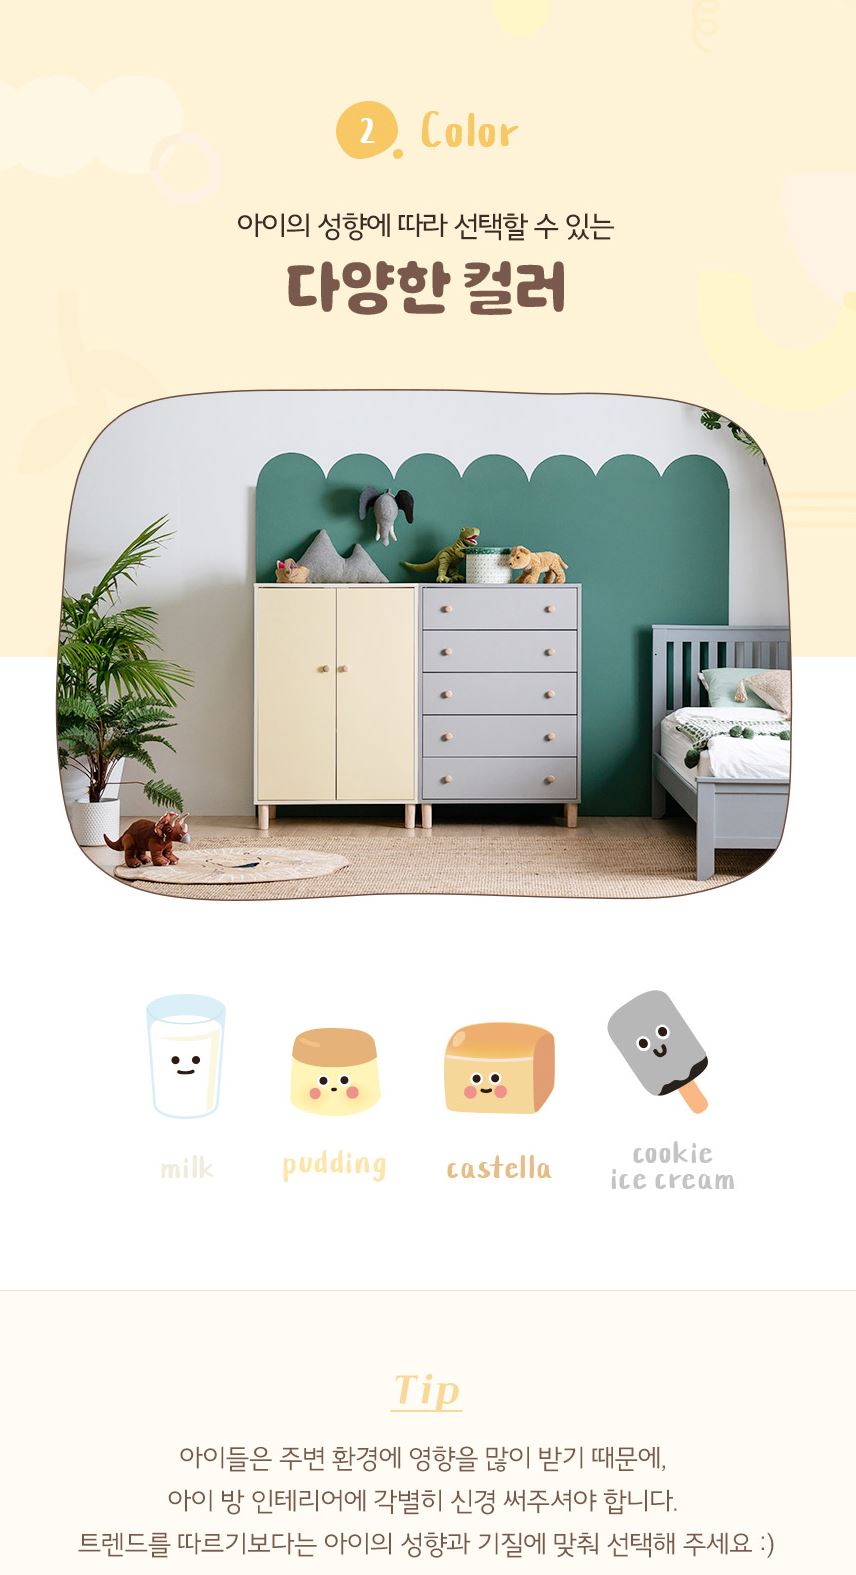 2. Color
아이의 성향에 따라 선택할 수 있는
다양한 컬러
milk
pudding
castella
cookie
ice cream
Tip
아이들은 주변 환경에 영향을 많이 받기 때문에,
아이 방 인테리어에 각별히 신경 써주셔야 합니다.
트렌드를 따르기보다는 아이의 성향과 기질에 맞춰 선택해 주세요 :)